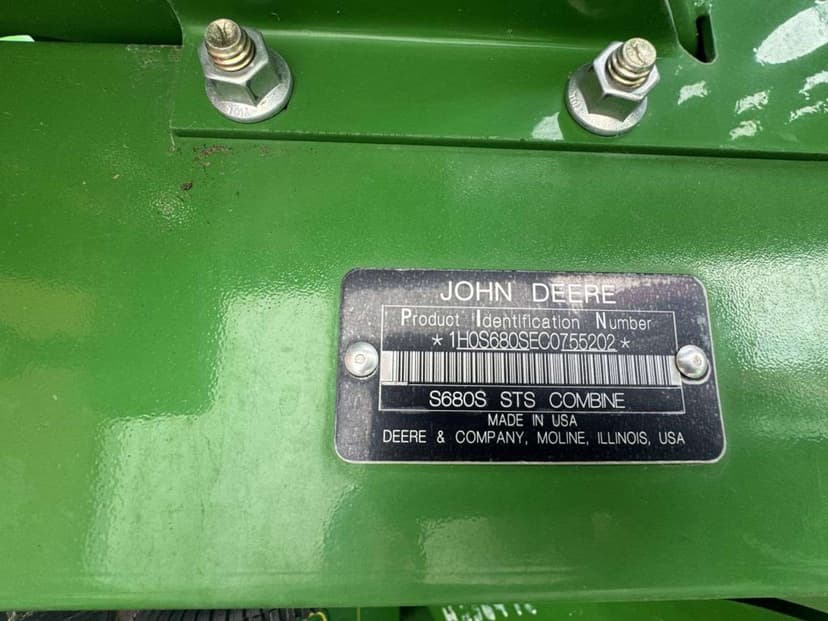 JOHN DEERE
Product Identification Number
*1H0S680SEC0755202*
S680S STS COMBINE
MADE IN USA
DEERE & COMPANY, MOLINE, ILLINOIS, USA